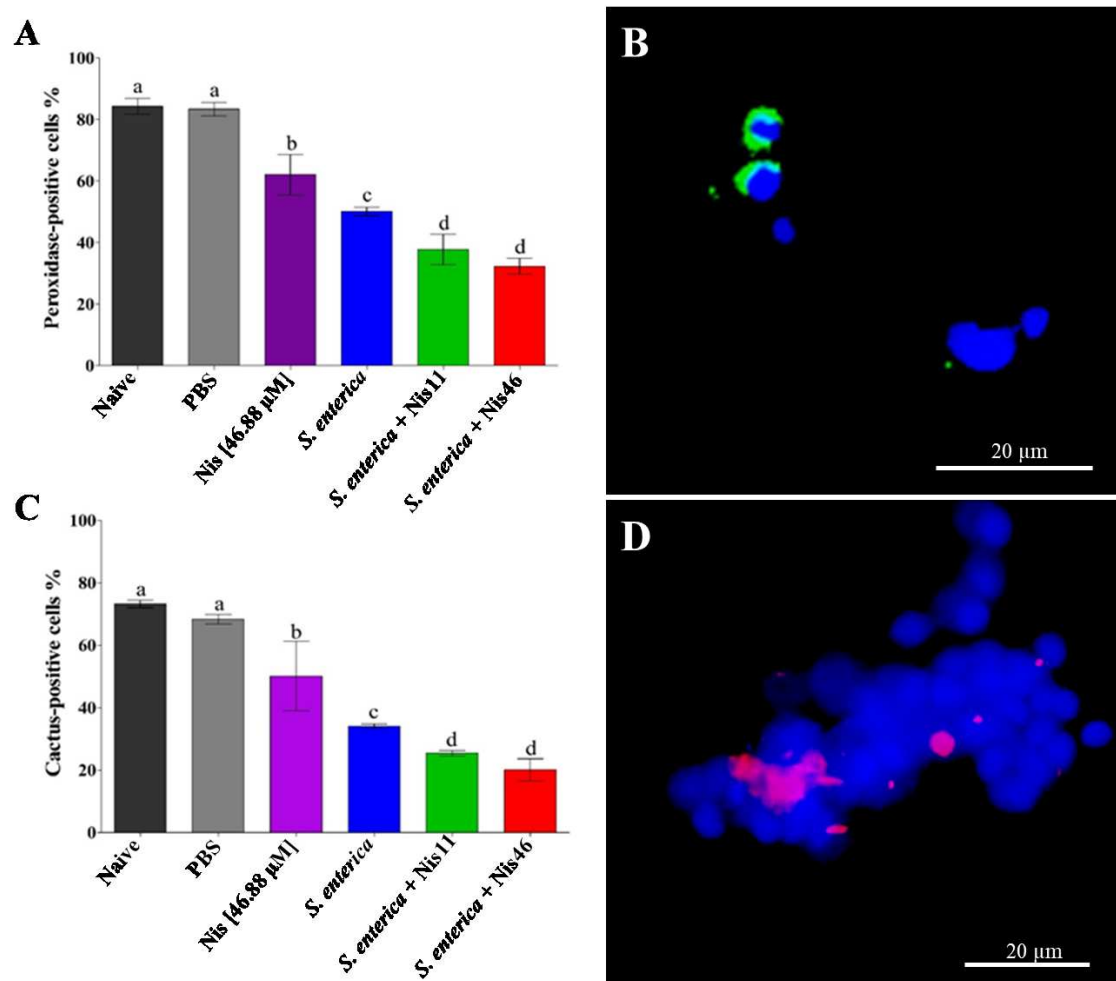 A
Peroxidase-positive cells %
100
80
60
40
20
0
a
a
b
c
d
d
Naive
PBS
Nis [46.88 µM]
S. enterica
S. enterica + Nis11
S. enterica + Nis46
B
20 µm
C
Cactus-positive cells %
100
80
60
40
20
0
a
a
b
c
d
d
Naive
PBS
Nis [46.88 µM]
S. enterica
S. enterica + Nis11
S. enterica + Nis46
D
20 µm